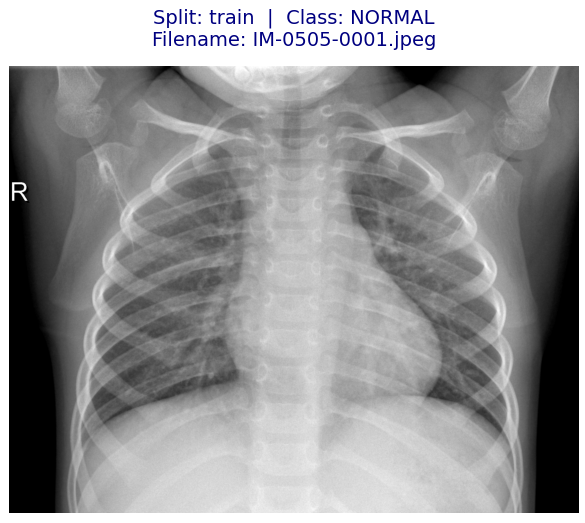 Split: train  |  Class: NORMAL
Filename: IM-0505-0001.jpeg
R